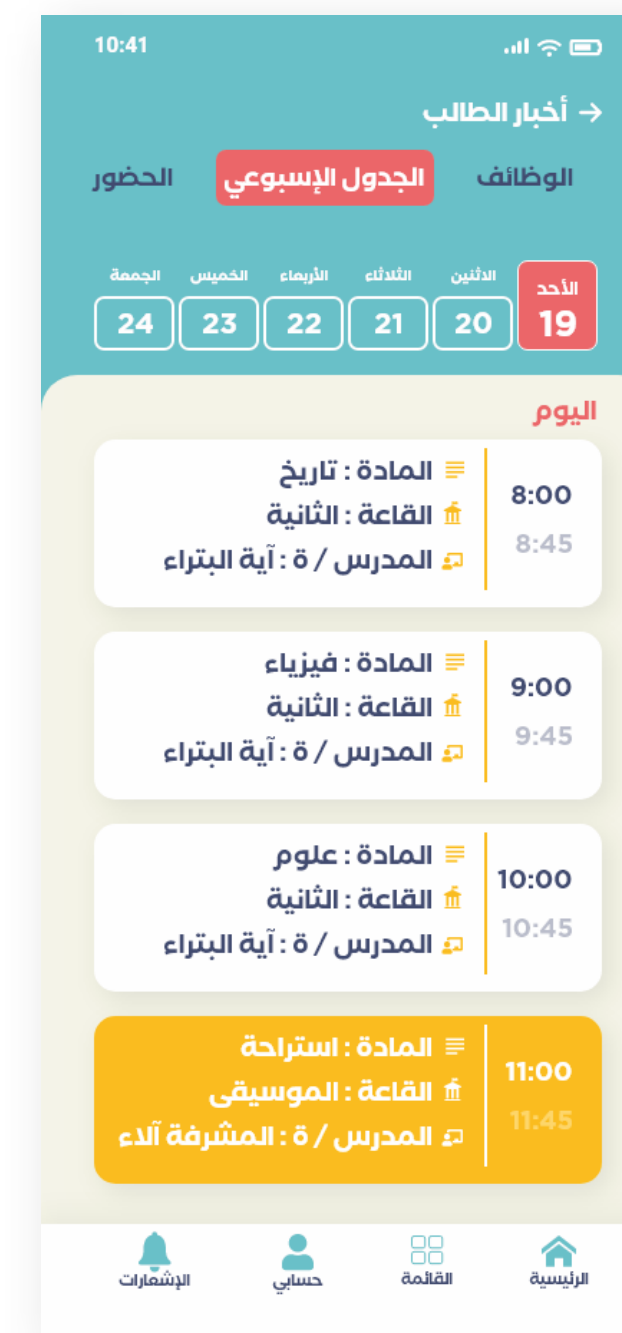 10:41
أخبار الطالب
الوظائف الجدول الإسبوعي الحضور
الأحد الاثنين الثلاثاء الأربعاء الخميس الجمعة
19 20 21 22 23 24
اليوم
8:00
8:45
المادة : تاريخ
القاعة : الثانية
المدرس / ة : آية البتراء
9:00
9:45
المادة : فيزياء
القاعة : الثانية
المدرس / ة : آية البتراء
10:00
10:45
المادة : علوم
القاعة : الثانية
المدرس / ة : آية البتراء
11:00
11:45
المادة : استراحة
القاعة : الموسيقى
المدرس / ة : المشرفة آلاء
الرئيسية القائمة حسابي الإشعارات